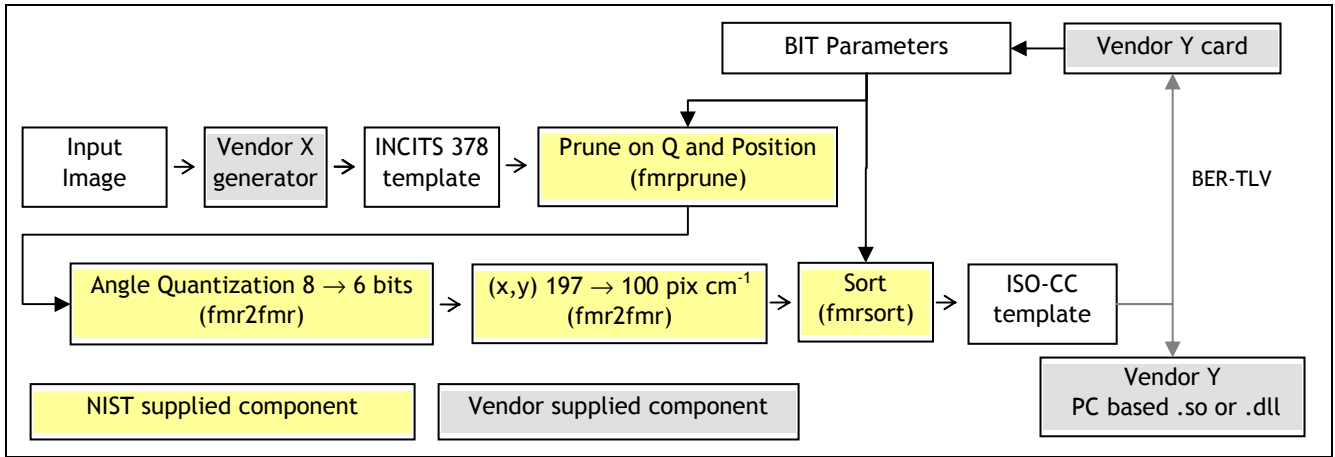 BIT Parameters
Vendor Y card
Input
Image
Vendor X
generator
INCITS 378
template
Prune on Q and Position
(fmrprune)
BER-TLV
Angle Quantization 8 → 6 bits
(fmr2fmr)
(x,y) 197 → 100 pix cm⁻¹
(fmr2fmr)
Sort
(fmrsort)
ISO-CC
template
Vendor Y
PC based .so or .dll
NIST supplied component
Vendor supplied component